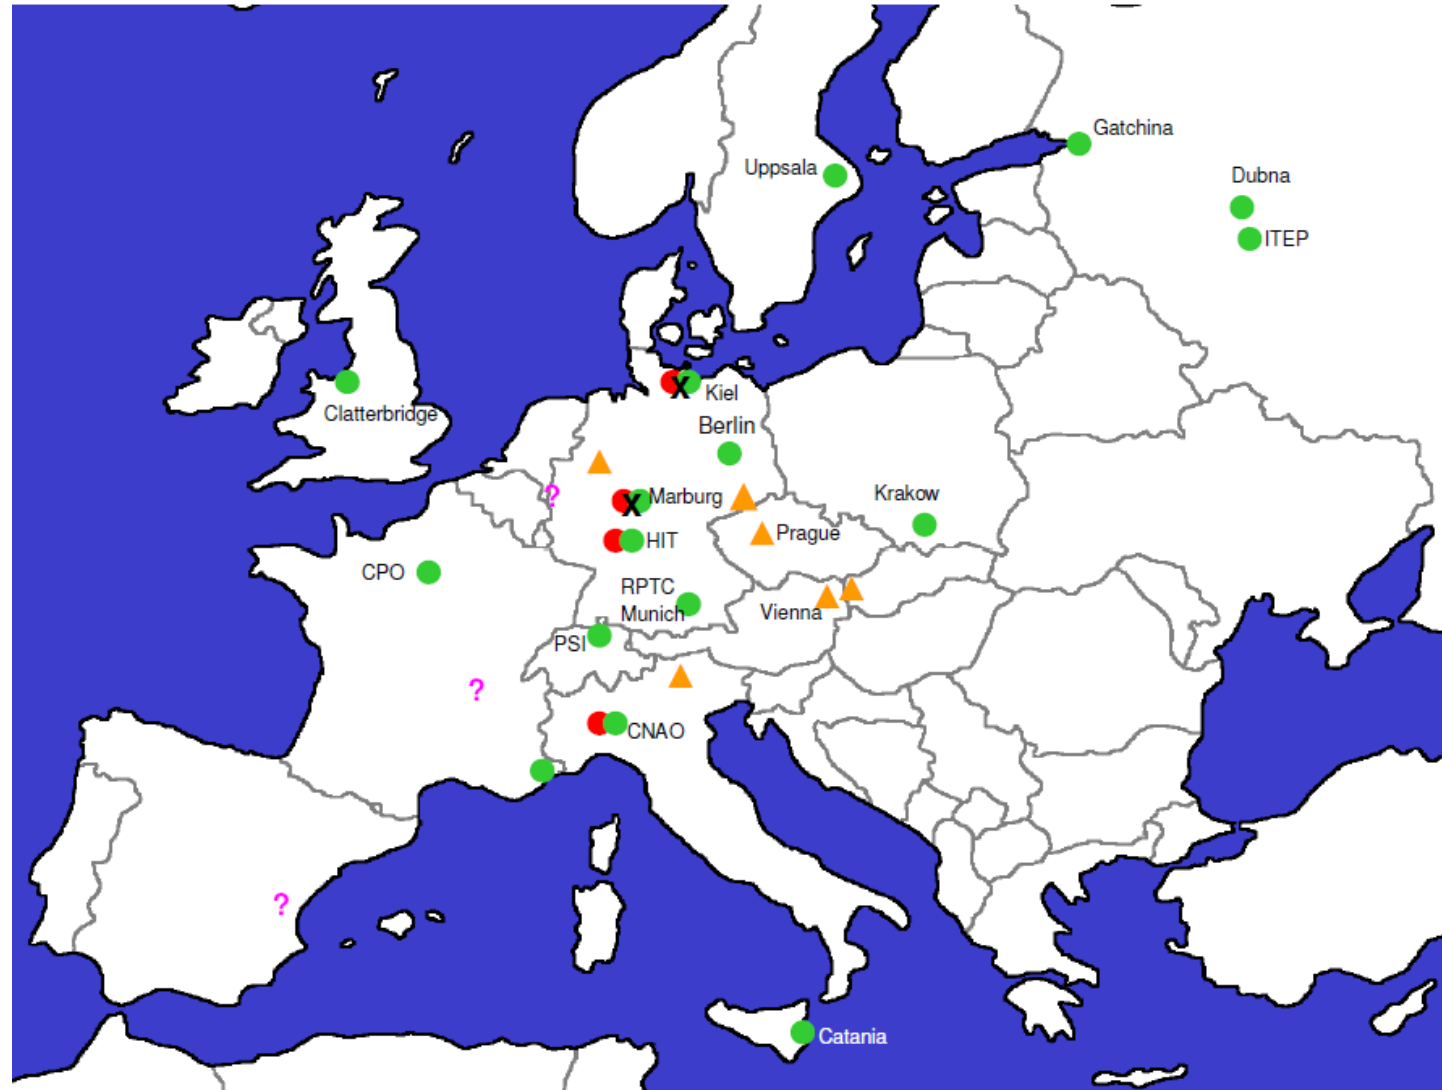 Gatchina
Uppsala
Dubna
ITEP
Clatterbridge
X
Kiel
Berlin
?
X
Marburg
Krakow
Prague
HIT
CPO
RPTC
Munich
Vienna
PSI
?
CNAO
?
Catania